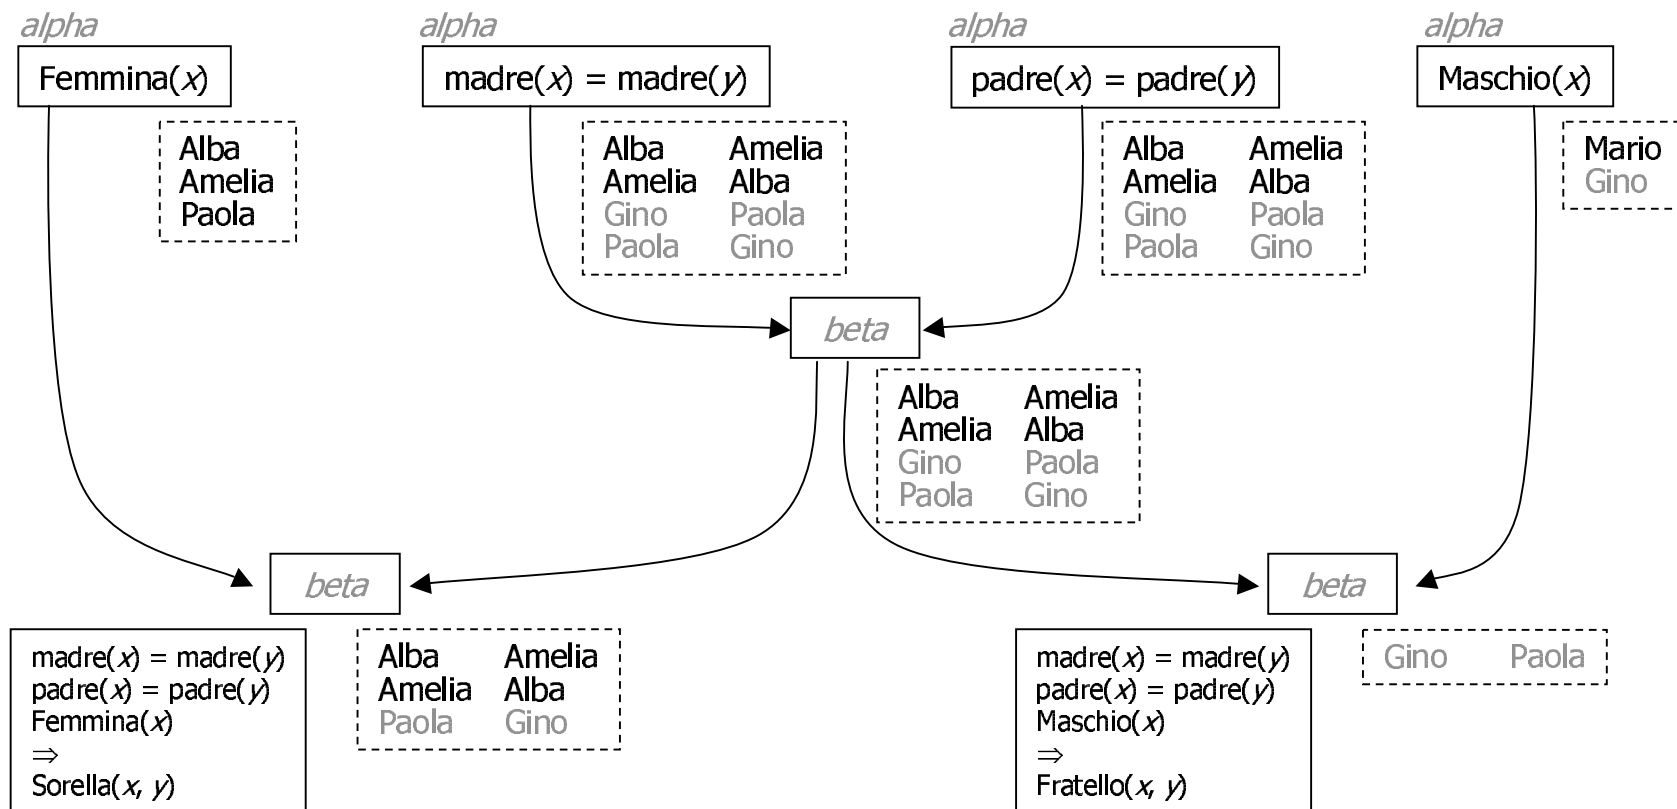 alpha
alpha
alpha
alpha
Femmina(x)
madre(x) = madre(y)
padre(x) = padre(y)
Maschio(x)
Alba
Amelia
Paola
Alba Amelia
Amelia Alba
Gino Paola
Paola Gino
Alba Amelia
Amelia Alba
Gino Paola
Paola Gino
Mario
Gino
beta
Alba Amelia
Amelia Alba
Gino Paola
Paola Gino
beta
beta
madre(x) = madre(y)
padre(x) = padre(y)
Femmina(x)
⇒
Sorella(x, y)
Alba Amelia
Amelia Alba
Paola Gino
madre(x) = madre(y)
padre(x) = padre(y)
Maschio(x)
⇒
Fratello(x, y)
Gino Paola